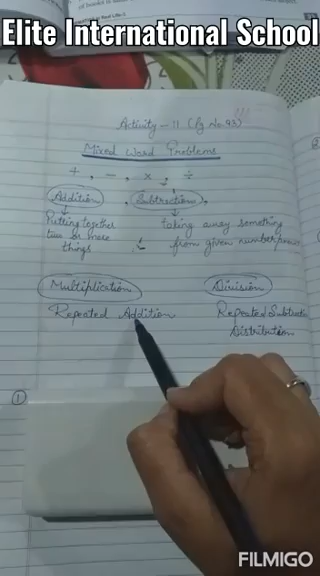 Elite International School
Activity - 11 (Pg No. 93)
Mixed Word Problems
+ , - , × , ÷
Addition , Subtraction .
Putting together
two or more
things
taking away something
from given number
Multiplication
Division
Repeated Addition
Repeated Subtraction
Distribution
1
FILMIGO